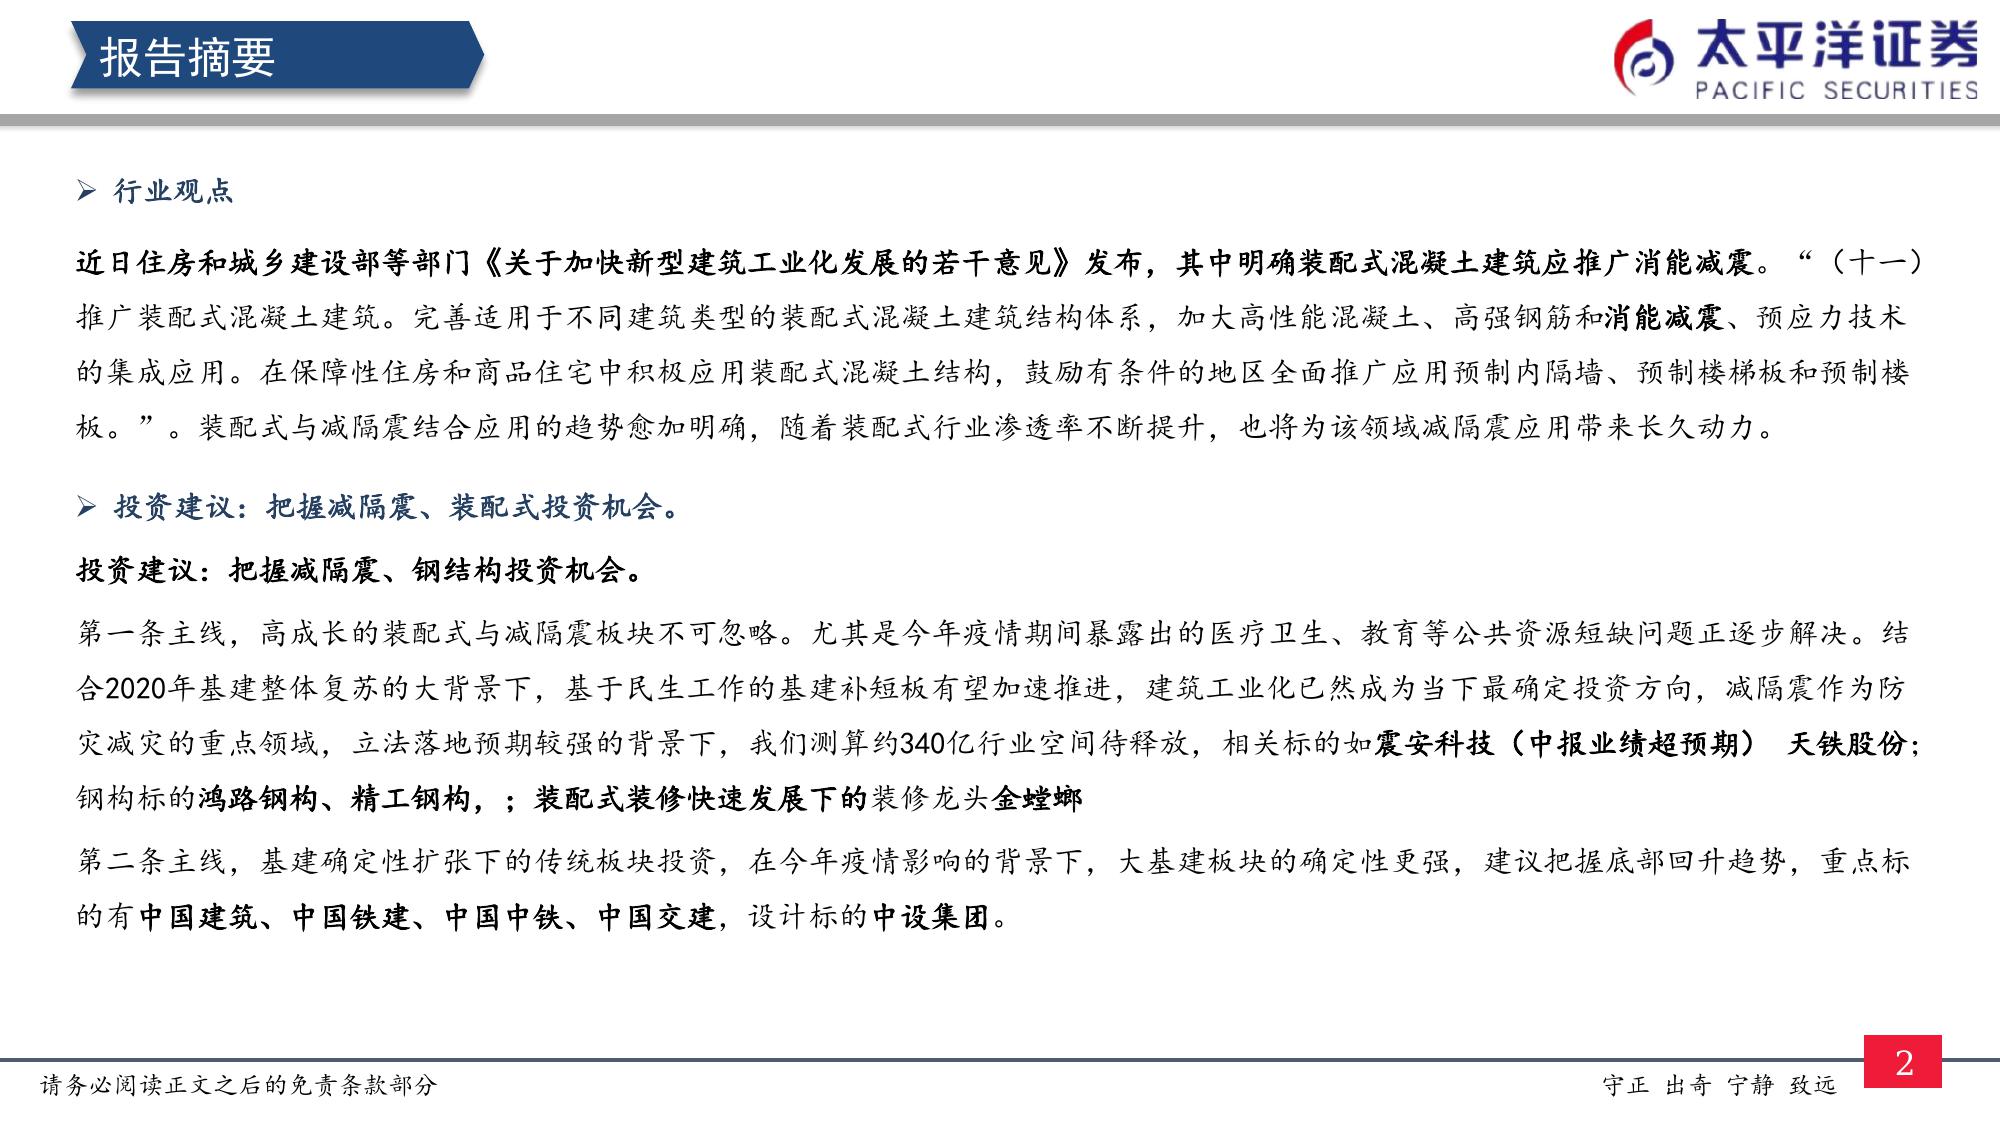 报告摘要
太平洋证券
PACIFIC SECURITIES
➢ 行业观点
近日住房和城乡建设部等部门《关于加快新型建筑工业化发展的若干意见》发布，其中明确装配式混凝土建筑应推广消能减震。“（十一）
推广装配式混凝土建筑。完善适用于不同建筑类型的装配式混凝土建筑结构体系，加大高性能混凝土、高强钢筋和消能减震、预应力技术
的集成应用。在保障性住房和商品住宅中积极应用装配式混凝土结构，鼓励有条件的地区全面推广应用预制内隔墙、预制楼梯板和预制楼
板。”。装配式与减隔震结合应用的趋势愈加明确，随着装配式行业渗透率不断提升，也将为该领域减隔震应用带来长久动力。
➢ 投资建议：把握减隔震、装配式投资机会。
投资建议：把握减隔震、钢结构投资机会。
第一条主线，高成长的装配式与减隔震板块不可忽略。尤其是今年疫情期间暴露出的医疗卫生、教育等公共资源短缺问题正逐步解决。结
合2020年基建整体复苏的大背景下，基于民生工作的基建补短板有望加速推进，建筑工业化已然成为当下最确定投资方向，减隔震作为防
灾减灾的重点领域，立法落地预期较强的背景下，我们测算约340亿行业空间待释放，相关标的如震安科技（中报业绩超预期） 天铁股份；
钢构标的鸿路钢构、精工钢构，；装配式装修快速发展下的装修龙头金螳螂
第二条主线，基建确定性扩张下的传统板块投资，在今年疫情影响的背景下，大基建板块的确定性更强，建议把握底部回升趋势，重点标
的有中国建筑、中国铁建、中国中铁、中国交建，设计标的中设集团。
请务必阅读正文之后的免责条款部分
守正 出奇 宁静 致远
2